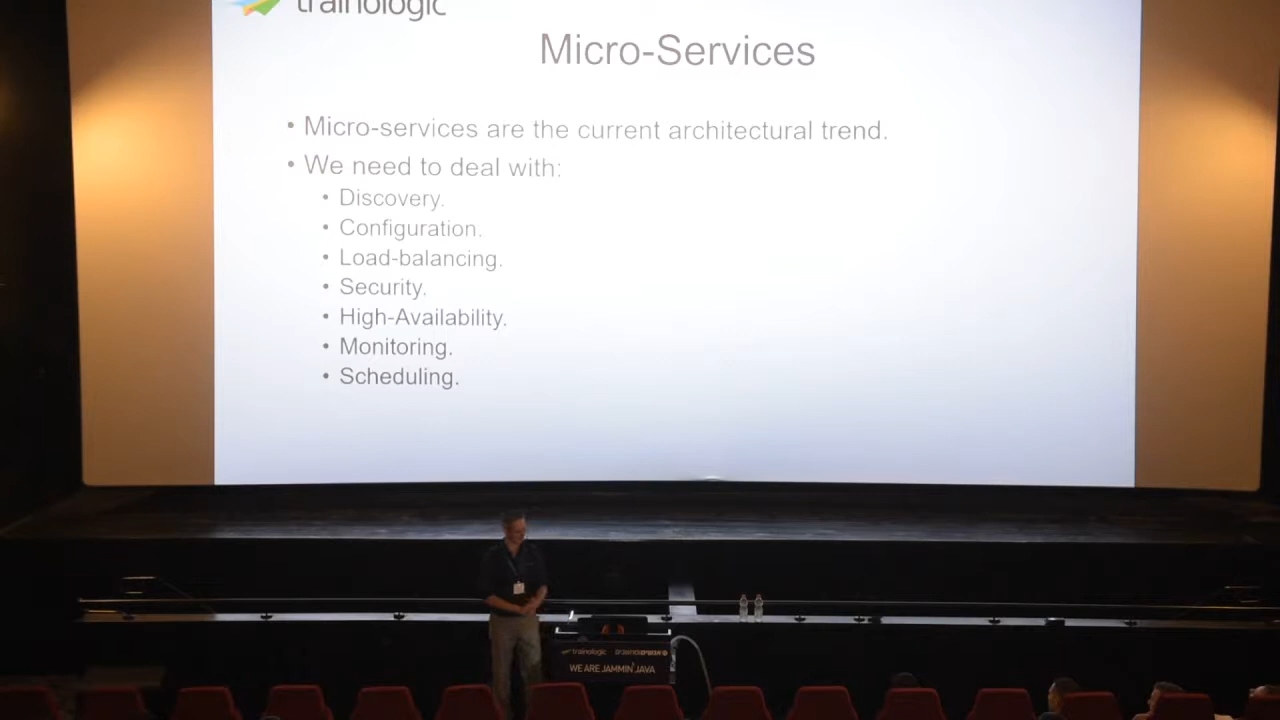 trainologic
Micro-Services
• Micro-services are the current architectural trend.
• We need to deal with:
• Discovery.
• Configuration.
• Load-balancing.
• Security.
• High-Availability.
• Monitoring.
• Scheduling.
trainologic
WE ARE JAMMIN' JAVA